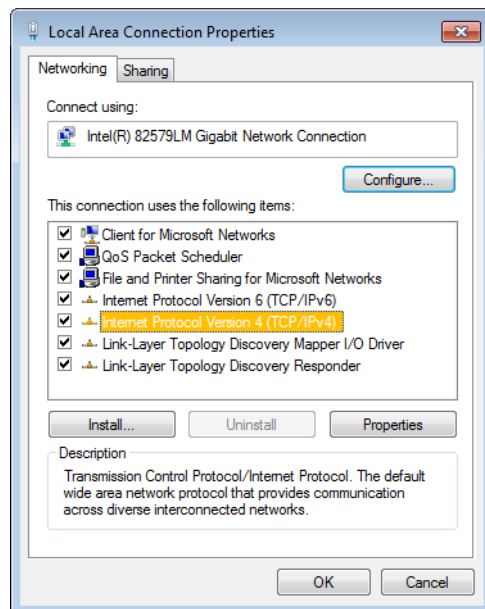 Local Area Connection Properties
Networking
Sharing
Connect using:
Intel(R) 82579LM Gigabit Network Connection
Configure...
This connection uses the following items:
Client for Microsoft Networks
QoS Packet Scheduler
File and Printer Sharing for Microsoft Networks
Internet Protocol Version 6 (TCP/IPv6)
Internet Protocol Version 4 (TCP/IPv4)
Link-Layer Topology Discovery Mapper I/O Driver
Link-Layer Topology Discovery Responder
Install...
Uninstall
Properties
Description
Transmission Control Protocol/Internet Protocol. The default
wide area network protocol that provides communication
across diverse interconnected networks.
OK
Cancel